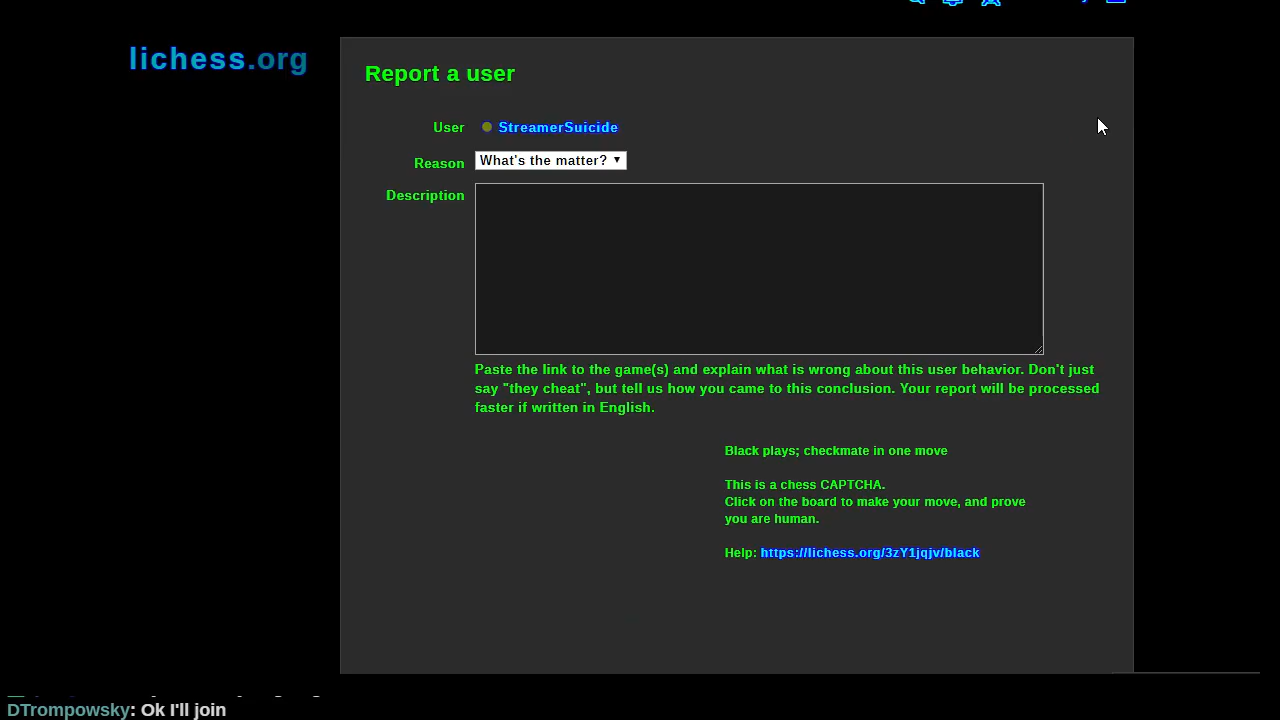 lichess.org
Report a user
User StreamerSuicide
Reason What's the matter?
Description
Paste the link to the game(s) and explain what is wrong about this user behavior. Don't just
say "they cheat", but tell us how you came to this conclusion. Your report will be processed
faster if written in English.
Black plays; checkmate in one move
This is a chess CAPTCHA.
Click on the board to make your move, and prove
you are human.
Help: https://lichess.org/3zY1jqjv/black
DTrompowsky: Ok I'll join